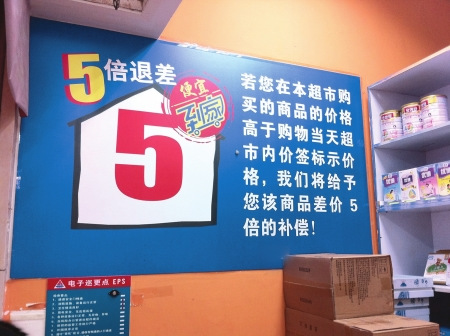 5倍退差
便宜
到家
5
若您在本超市购
买的商品的价格
高于购物当天超
市内价签标示价
格，我们将给予
您该商品差价 5
倍的补偿！
电子巡更点 EPS